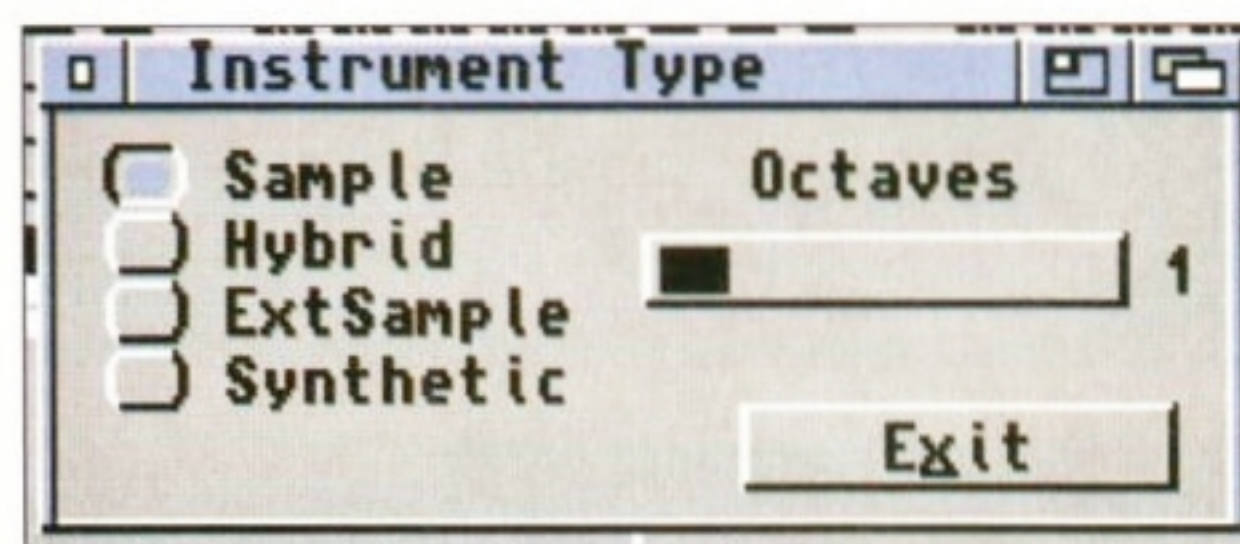 Instrument Type
Sample
Hybrid
ExtSample
Synthetic
Octaves
1
Exit